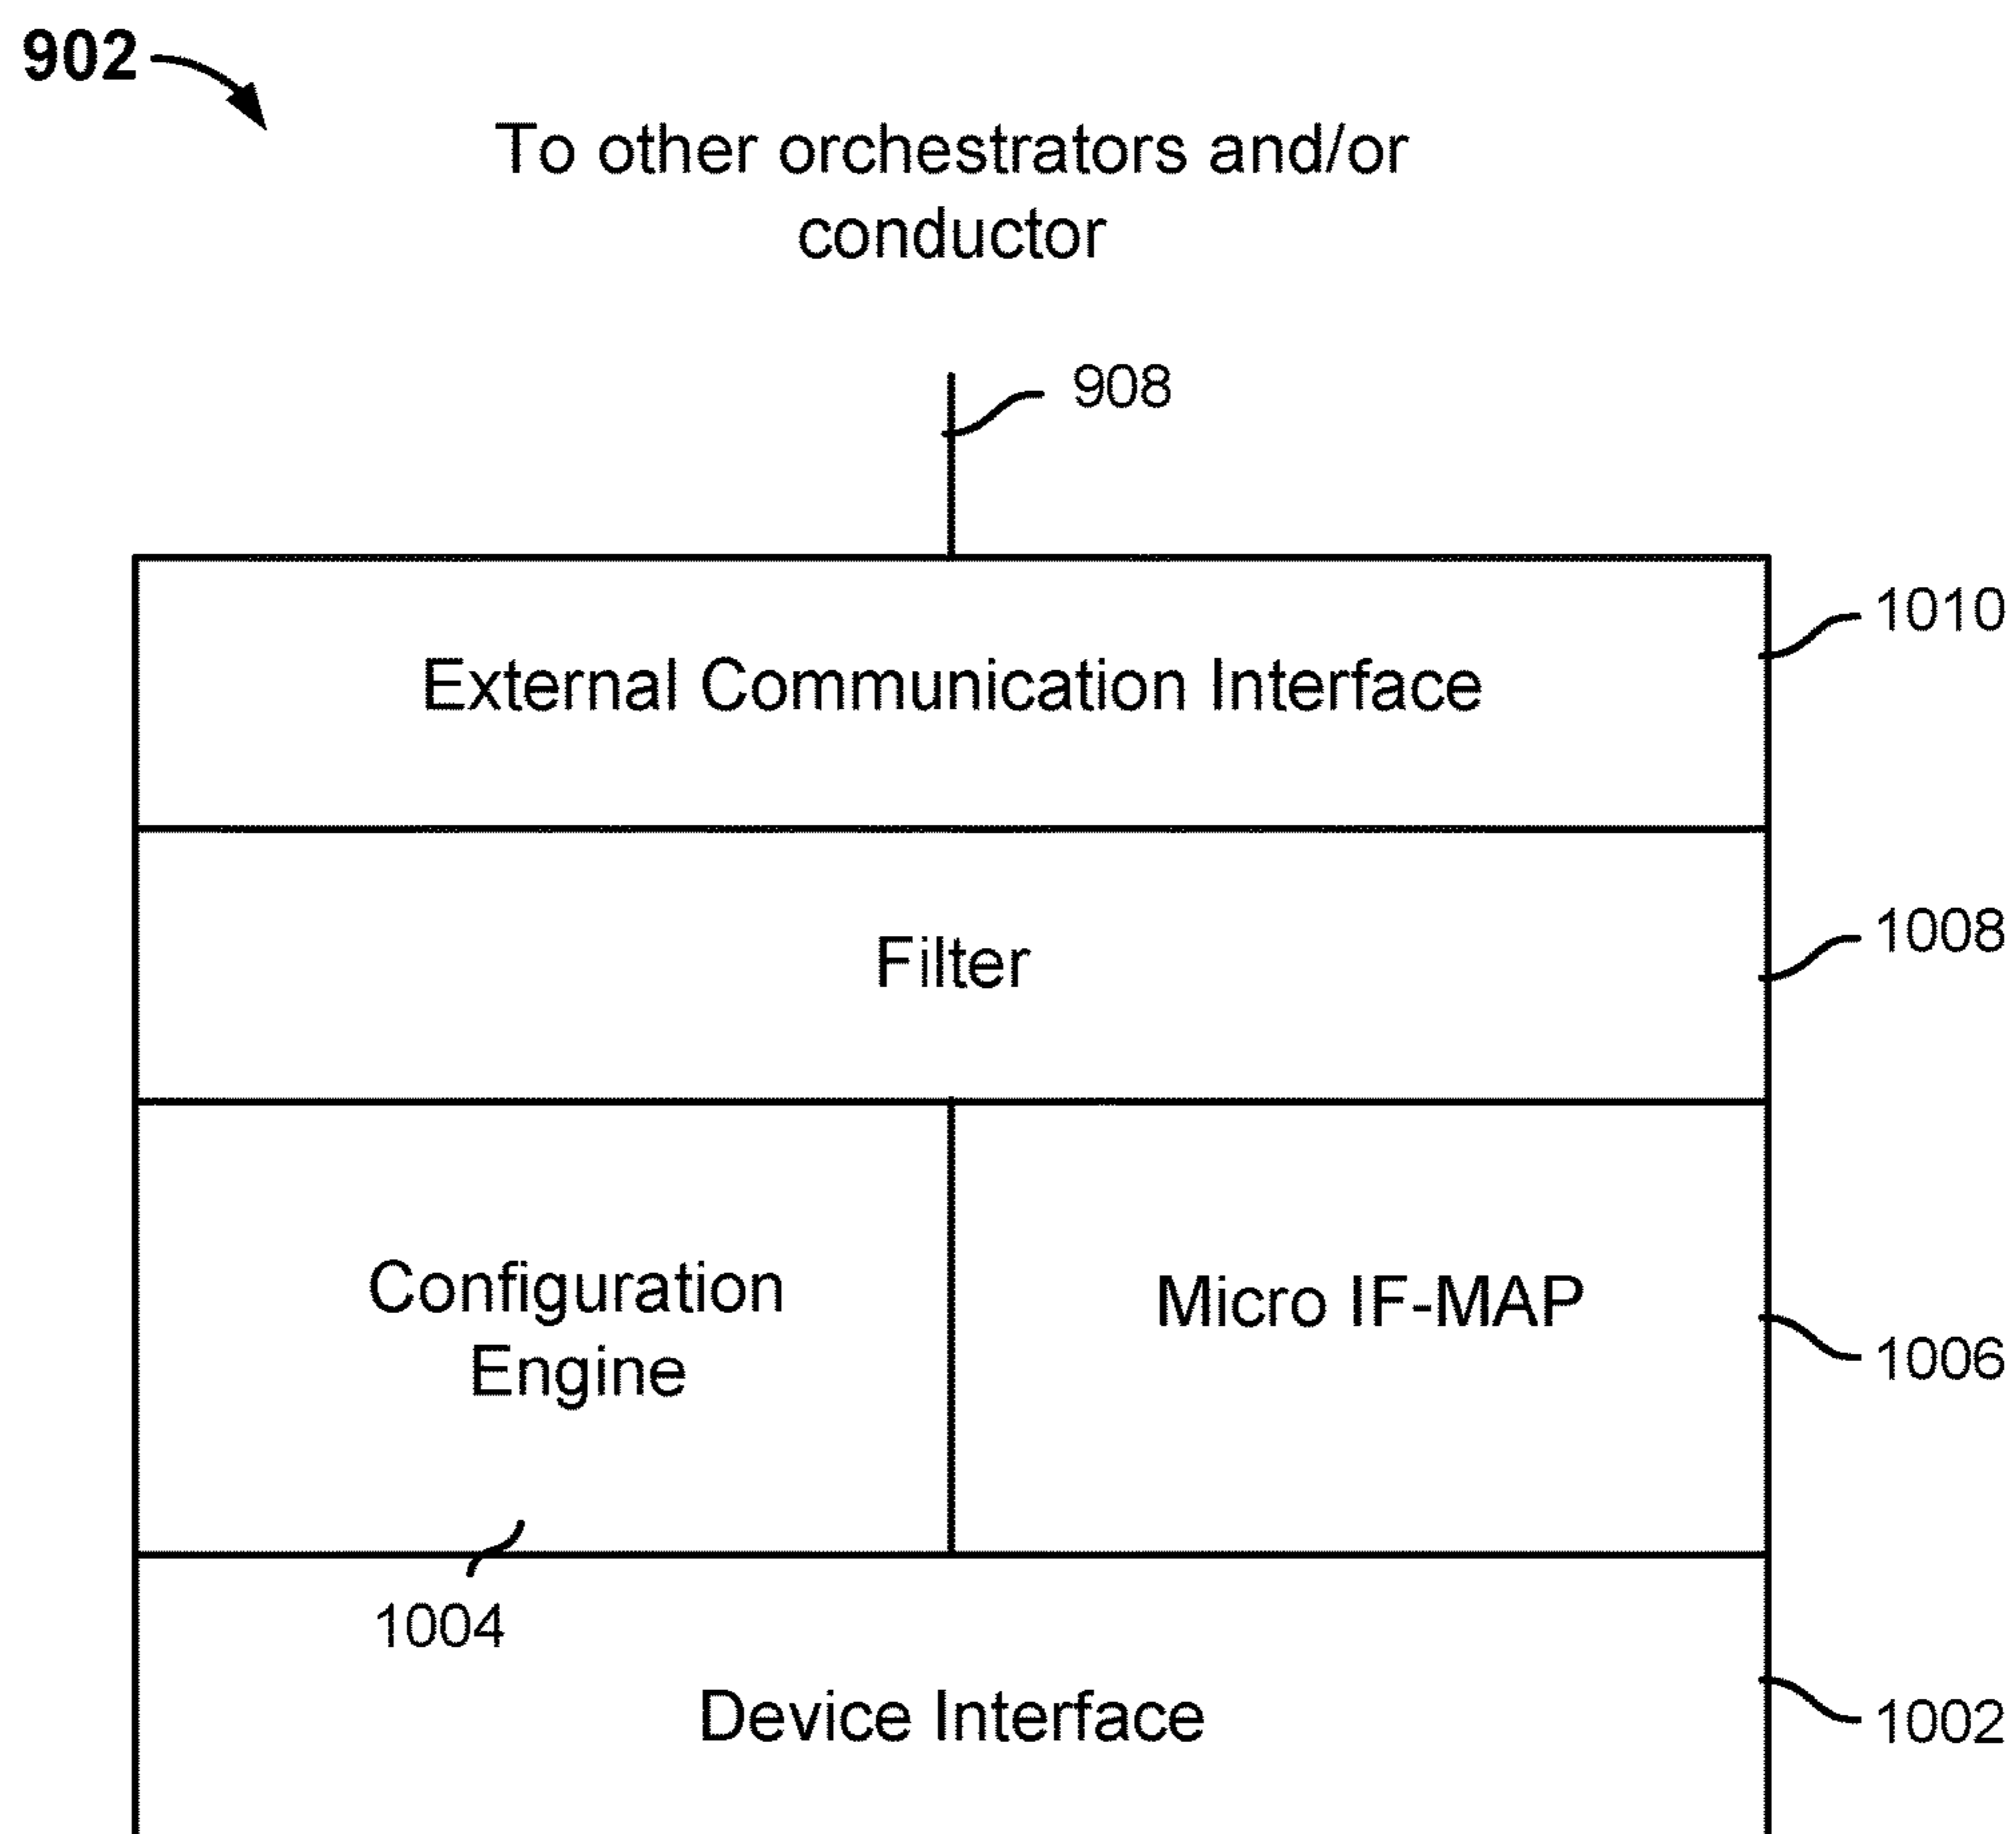 902
To other orchestrators and/or
conductor
908
1010
External Communication Interface
1008
Filter
Configuration
Engine
Micro IF-MAP
1006
1004
Device Interface
1002